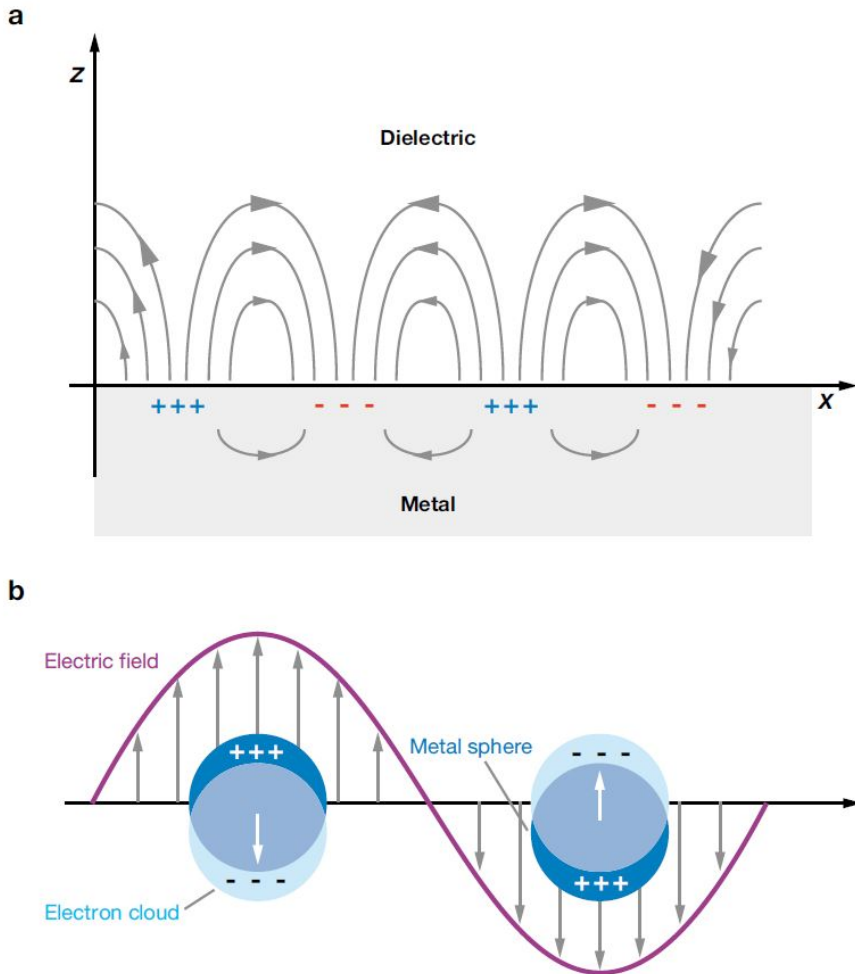 a
Z
Dielectric
+++ - - - +++ - - -
X
Metal
b
Electric field
+++
Metal sphere
- - -
- - -
+++
Electron cloud